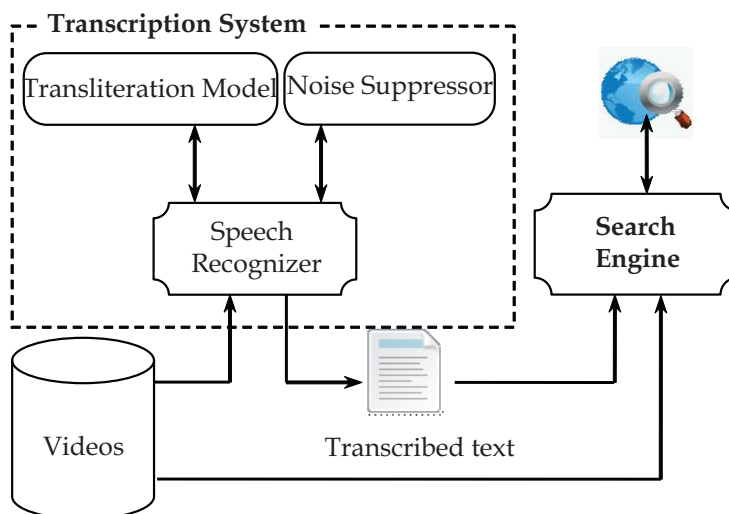 Transcription System
Transliteration Model
Noise Suppressor
Speech
Recognizer
Search
Engine
Videos
Transcribed text